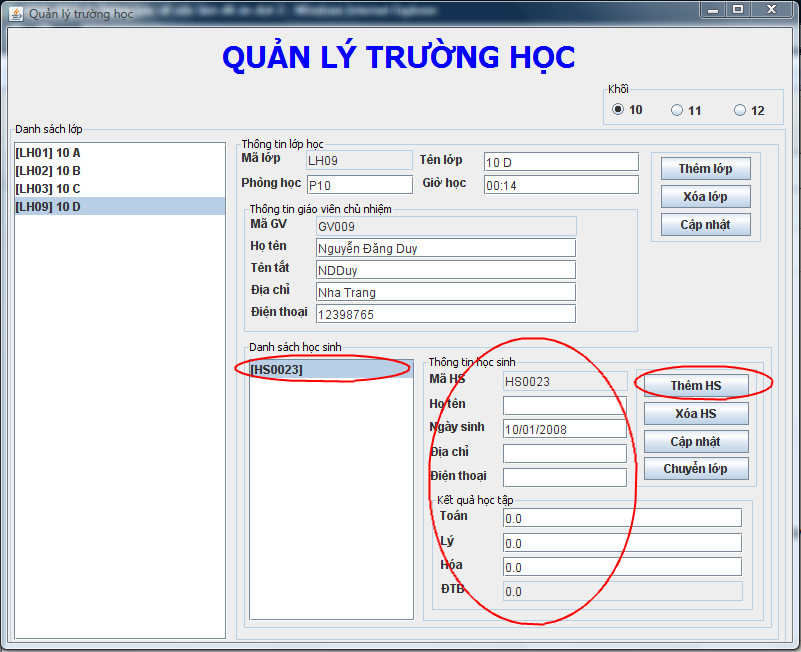 Quản lý trường học
QUẢN LÝ TRƯỜNG HỌC
Khối
10 11 12
Danh sách lớp
[LH01] 10 A
[LH02] 10 B
[LH03] 10 C
[LH09] 10 D
Thông tin lớp học
Mã lớp LH09 Tên lớp 10 D
Phòng học P10 Giờ học 00:14
Thêm lớp
Xóa lớp
Cập nhật
Thông tin giáo viên chủ nhiệm
Mã GV GV009
Họ tên Nguyễn Đăng Duy
Tên tắt NDDuy
Địa chỉ Nha Trang
Điện thoại 12398765
Danh sách học sinh
[HS0023]
Thông tin học sinh
Mã HS HS0023
Họ tên
Ngày sinh 10/01/2008
Địa chỉ
Điện thoại
Thêm HS
Xóa HS
Cập nhật
Chuyển lớp
Kết quả học tập
Toán 0.0
Lý 0.0
Hóa 0.0
ĐTB 0.0